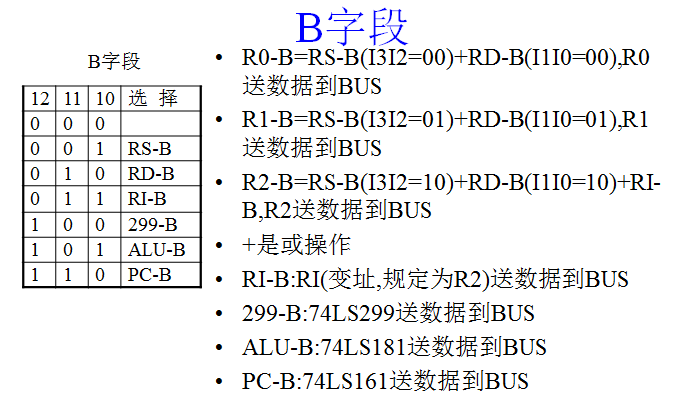 B字段
B字段
12 11 10 选 择
0 0 0
0 0 1 RS-B
0 1 0 RD-B
0 1 1 RI-B
1 0 0 299-B
1 0 1 ALU-B
1 1 0 PC-B
• R0-B=RS-B(I3I2=00)+RD-B(I1I0=00),R0
送数据到BUS
• R1-B=RS-B(I3I2=01)+RD-B(I1I0=01),R1
送数据到BUS
• R2-B=RS-B(I3I2=10)+RD-B(I1I0=10)+RI-
B,R2送数据到BUS
• +是或操作
• RI-B:RI(变址,规定为R2)送数据到BUS
• 299-B:74LS299送数据到BUS
• ALU-B:74LS181送数据到BUS
• PC-B:74LS161送数据到BUS